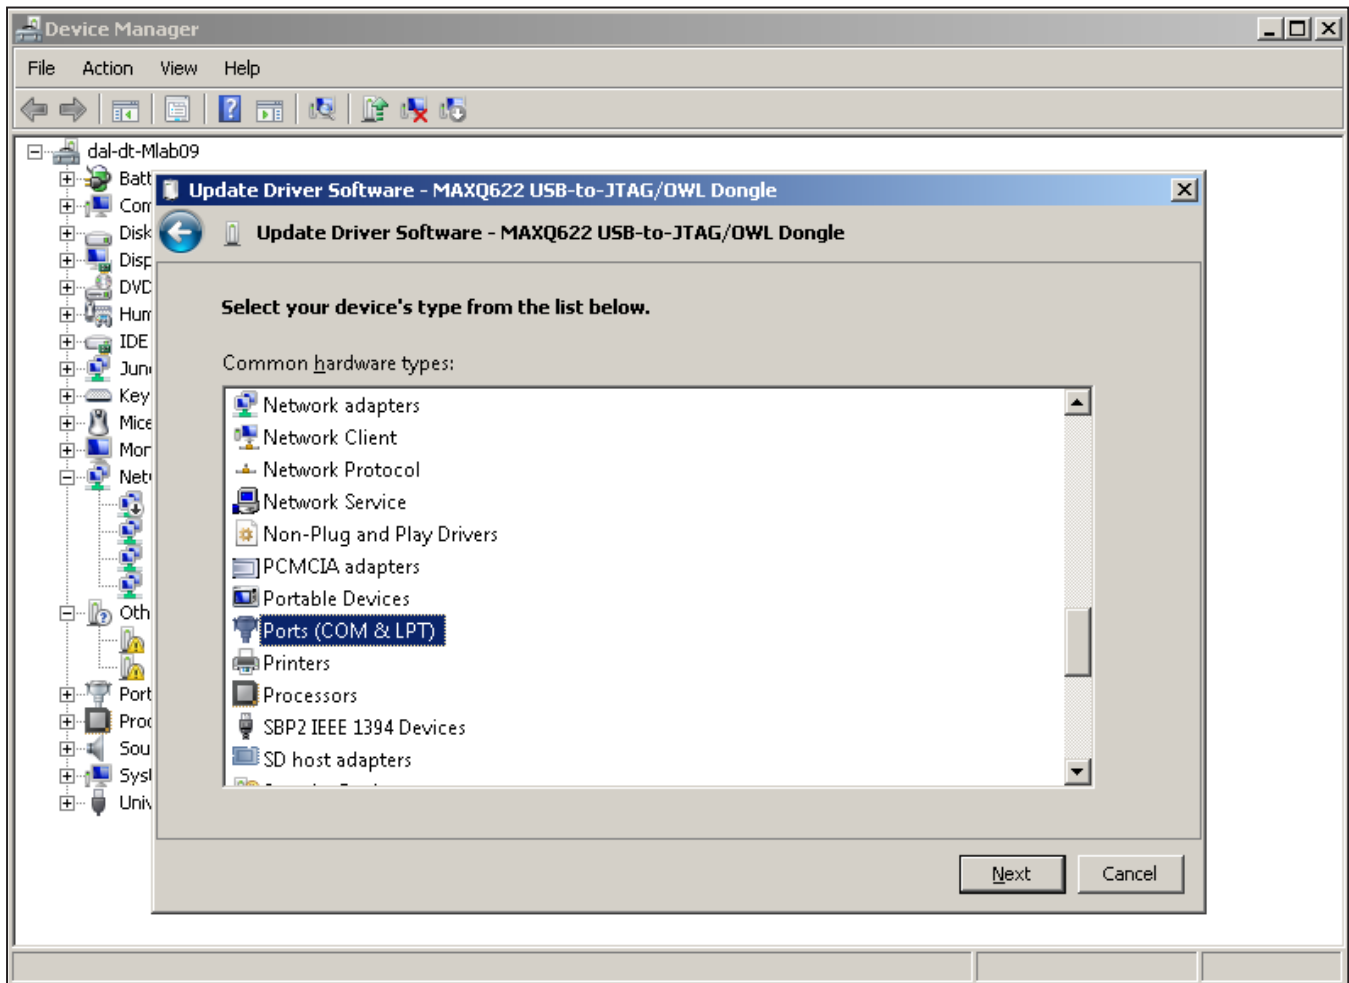 Device Manager
File Action View Help
dal-dt-Mlab09
Batt
Com
Disk
Disp
DVD
Hum
IDE
Key
Mice
Mon
Net
Oth
Port
Proc
Sou
Syst
Univ
Update Driver Software - MAXQ622 USB-to-JTAG/OWL Dongle
Update Driver Software - MAXQ622 USB-to-JTAG/OWL Dongle
Select your device's type from the list below.
Common hardware types:
Network adapters
Network Client
Network Protocol
Network Service
Non-Plug and Play Drivers
PCMCIA adapters
Portable Devices
Ports (COM & LPT)
Printers
Processors
SBP2 IEEE 1394 Devices
SD host adapters
Next Cancel